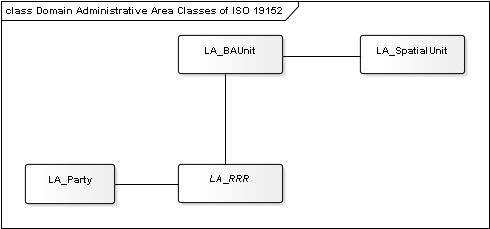 class Domain Administrative Area Classes of ISO 19152
LA_BAUnit
LA_SpatialUnit
LA_Party
LA_RRR